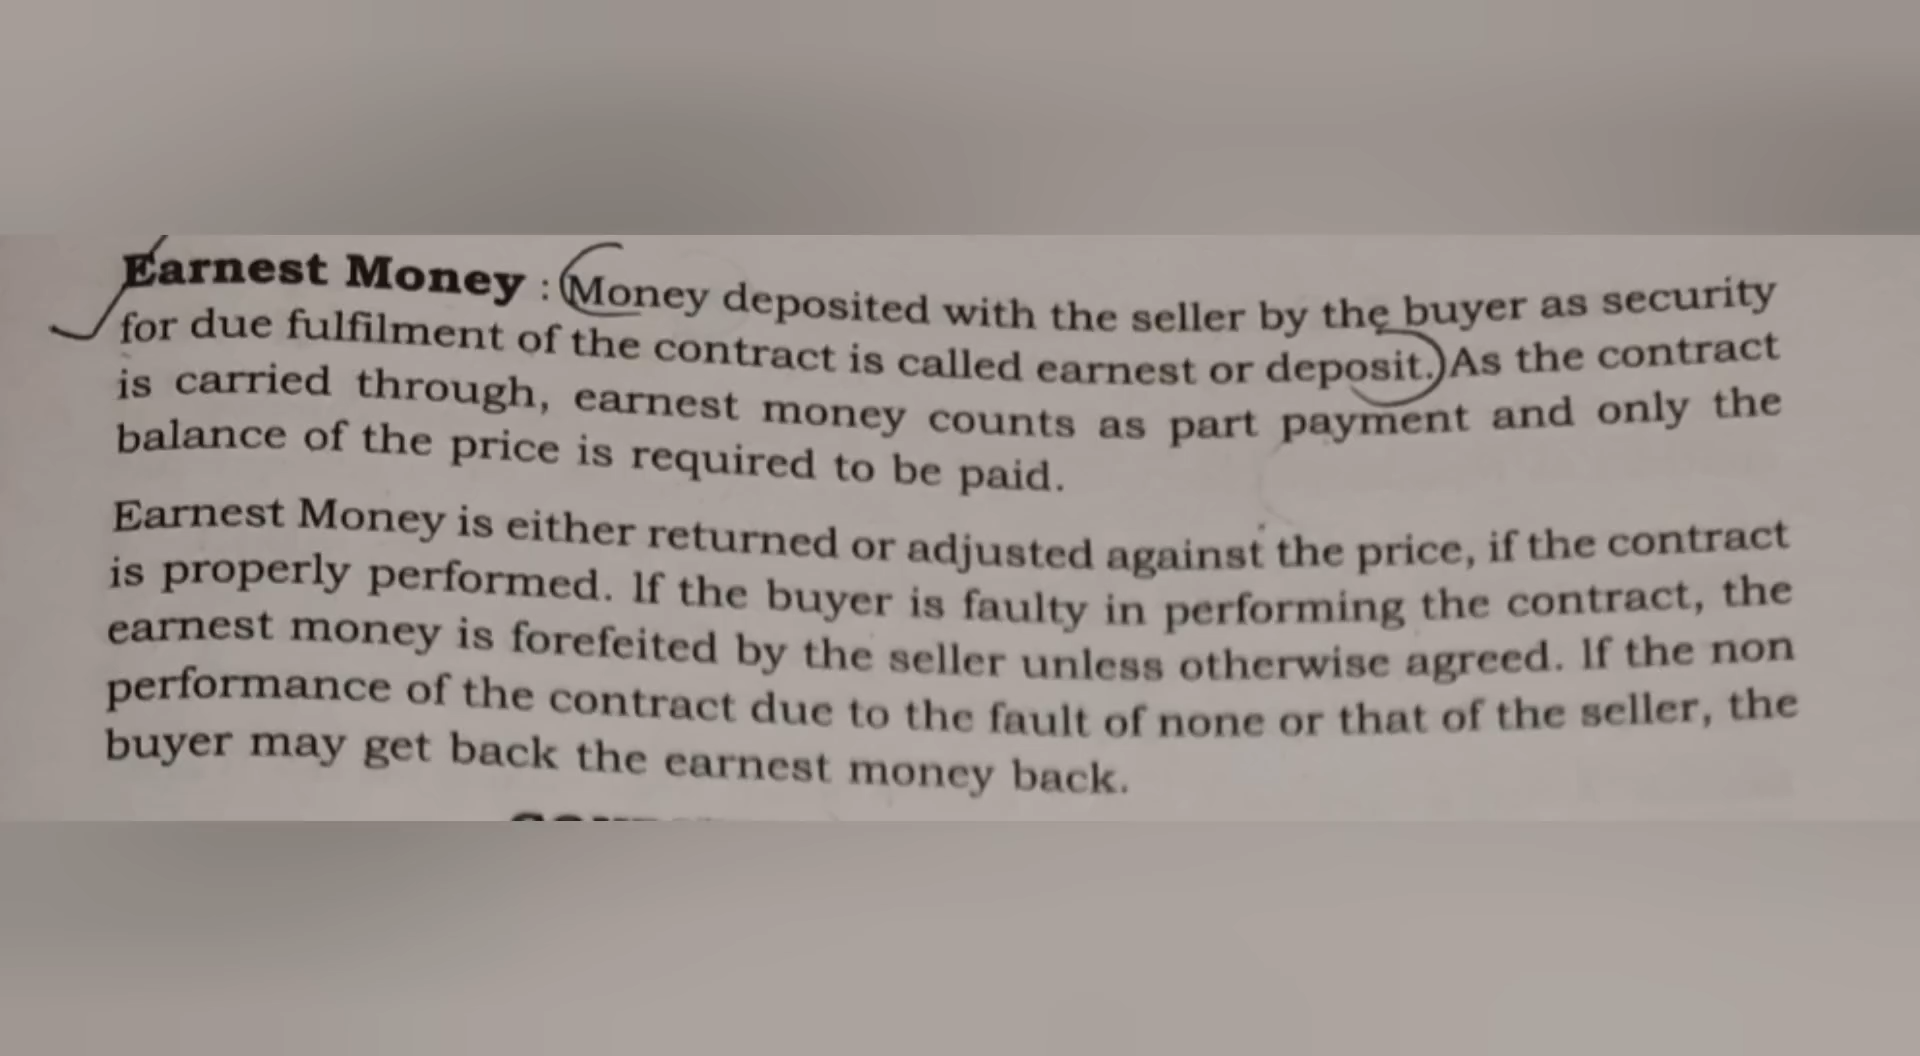 Earnest Money : Money deposited with the seller by the buyer as security
for due fulfilment of the contract is called earnest or deposit. As the contract
is carried through, earnest money counts as part payment and only the
balance of the price is required to be paid.
Earnest Money is either returned or adjusted against the price, if the contract
is properly performed. If the buyer is faulty in performing the contract, the
earnest money is forefeited by the seller unless otherwise agreed. If the non
performance of the contract due to the fault of none or that of the seller, the
buyer may get back the earnest money back.